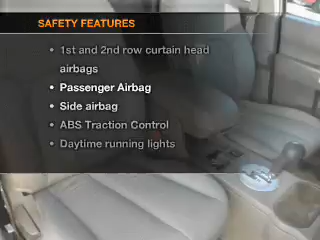 SAFETY FEATURES
• 1st and 2nd row curtain head
airbags
• Passenger Airbag
• Side airbag
• ABS Traction Control
• Daytime running lights